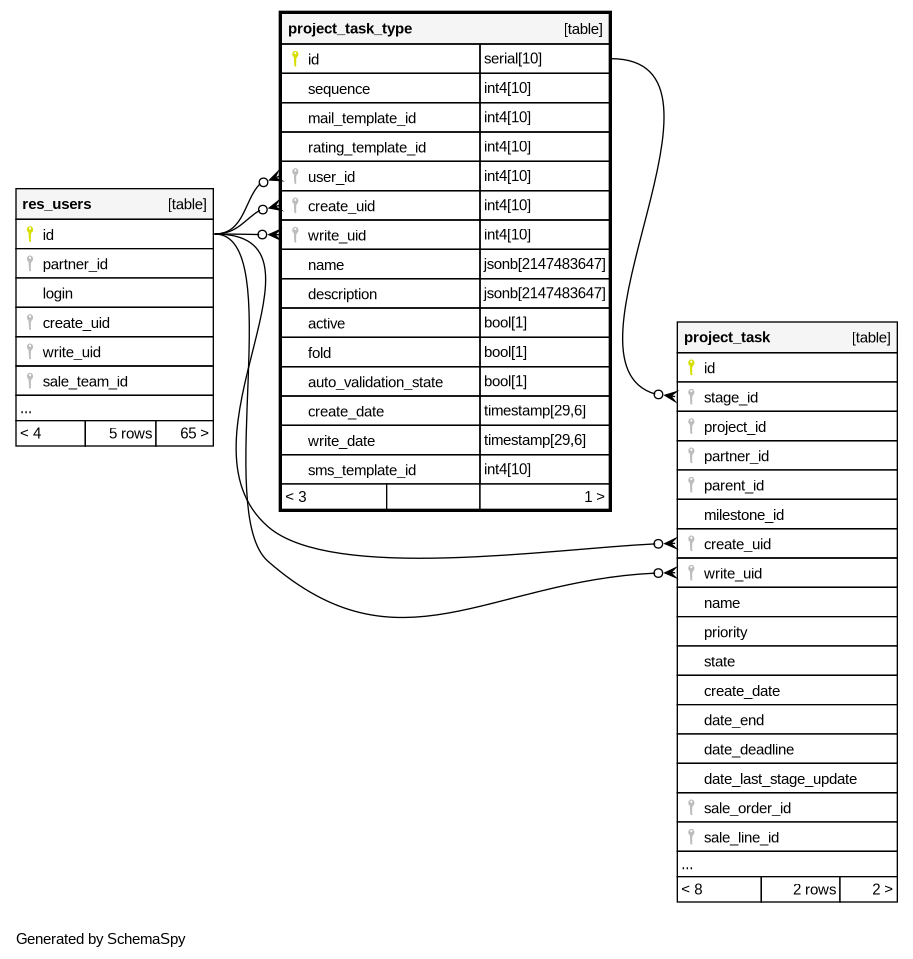 project_task_type [table]
id serial[10]
sequence int4[10]
mail_template_id int4[10]
rating_template_id int4[10]
user_id int4[10]
create_uid int4[10]
write_uid int4[10]
name jsonb[2147483647]
description jsonb[2147483647]
active bool[1]
fold bool[1]
auto_validation_state bool[1]
create_date timestamp[29,6]
write_date timestamp[29,6]
sms_template_id int4[10]
< 3 1 >
res_users [table]
id
partner_id
login
create_uid
write_uid
sale_team_id
...
< 4 5 rows 65 >
project_task [table]
id
stage_id
project_id
partner_id
parent_id
milestone_id
create_uid
write_uid
name
priority
state
create_date
date_end
date_deadline
date_last_stage_update
sale_order_id
sale_line_id
...
< 8 2 rows 2 >
Generated by SchemaSpy